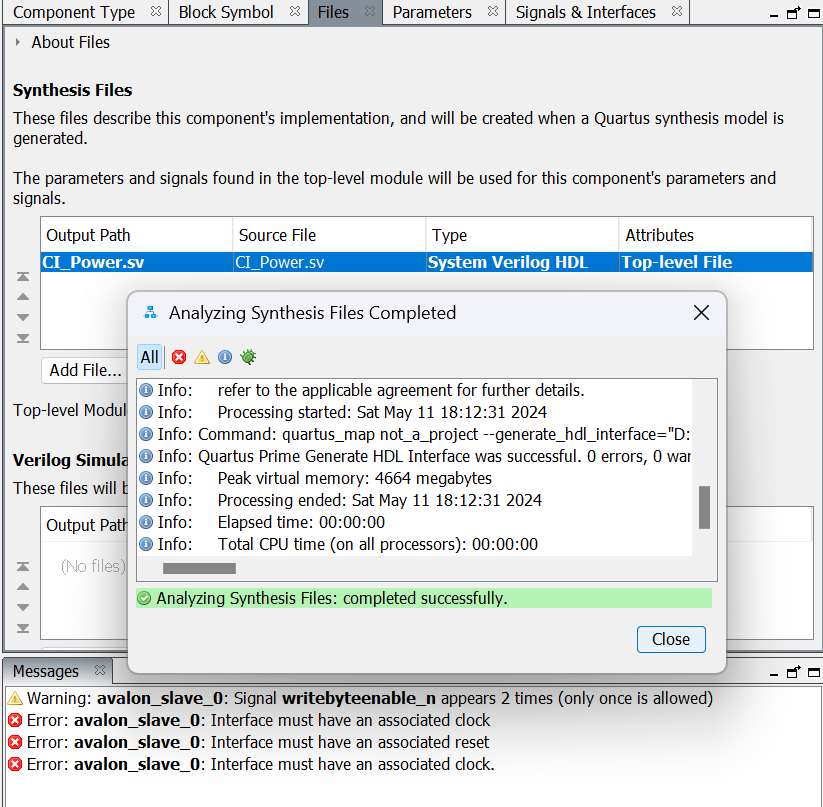 Component Type
Block Symbol
Files
Parameters
Signals & Interfaces
About Files
Synthesis Files
These files describe this component's implementation, and will be created when a Quartus synthesis model is
generated.
The parameters and signals found in the top-level module will be used for this component's parameters and
signals.
Output Path Source File Type Attributes
CI_Power.sv CI_Power.sv System Verilog HDL Top-level File
Analyzing Synthesis Files Completed
All
Add File...
Info: refer to the applicable agreement for further details.
Info: Processing started: Sat May 11 18:12:31 2024
Top-level Modul
Info: Command: quartus_map not_a_project --generate_hdl_interface="D:
Info: Quartus Prime Generate HDL Interface was successful. 0 errors, 0 war
Verilog Simula
Info: Peak virtual memory: 4664 megabytes
These files will b
Info: Processing ended: Sat May 11 18:12:31 2024
Output Path
Info: Elapsed time: 00:00:00
Info: Total CPU time (on all processors): 00:00:00
(No files)
Analyzing Synthesis Files: completed successfully.
Close
Messages
Warning: avalon_slave_0: Signal writebyteenable_n appears 2 times (only once is allowed)
Error: avalon_slave_0: Interface must have an associated clock
Error: avalon_slave_0: Interface must have an associated reset
Error: avalon_slave_0: Interface must have an associated clock.